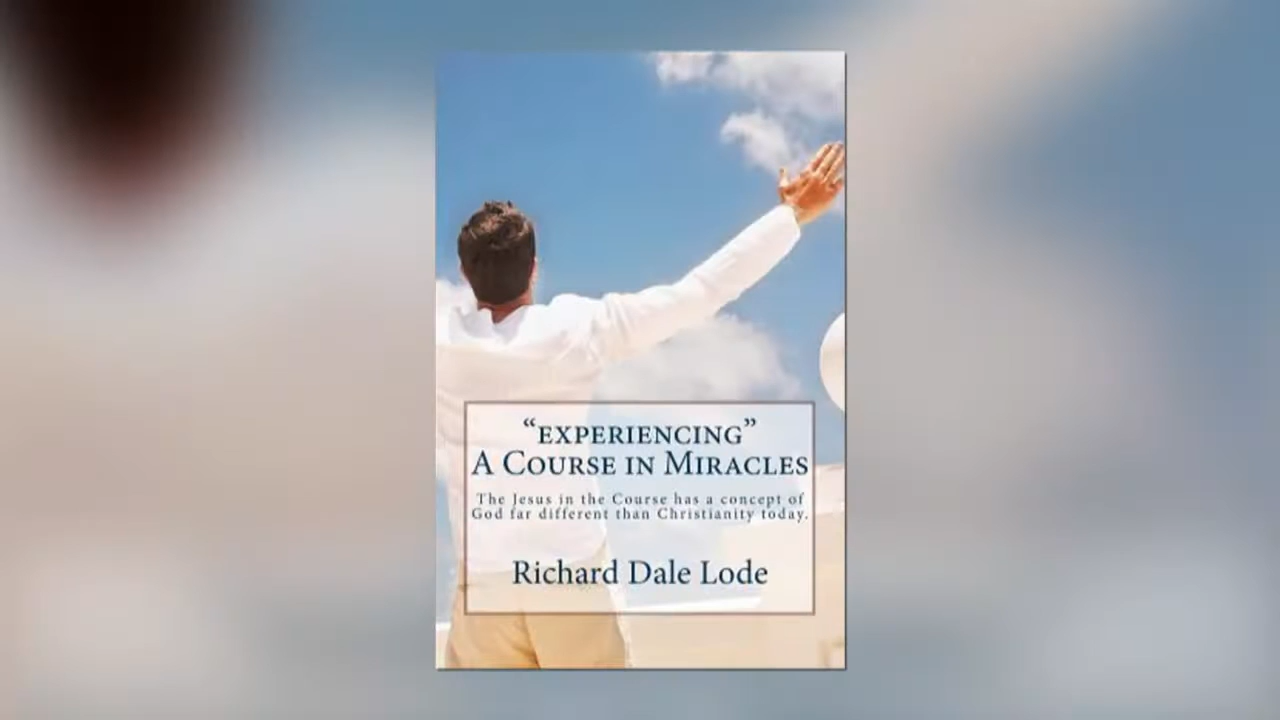 “EXPERIENCING”
A COURSE IN MIRACLES
The Jesus in the Course has a concept of
God far different than Christianity today.
Richard Dale Lode